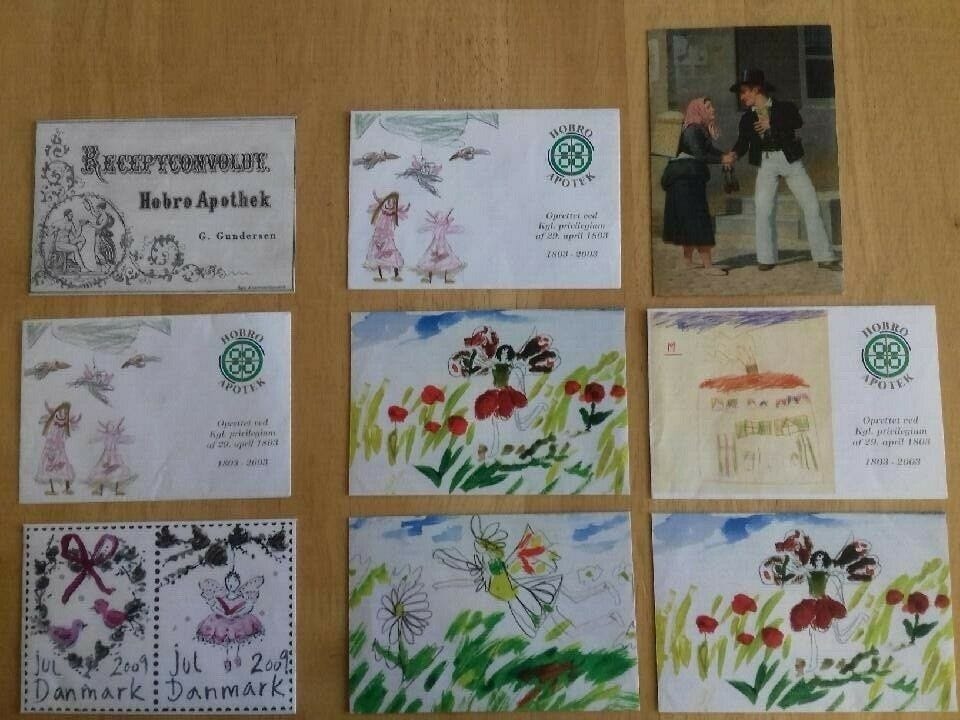 RECEPTCONVOLUT.
Hobro Apothek
G. Gundersen
HOBRO
APOTEK
Oprettet ved
Kgl. privilegium
af 29. april 1803
1803 - 2003
HOBRO
APOTEK
Oprettet ved
Kgl. privilegium
af 29. april 1803
1803 - 2003
M
HOBRO
APOTEK
Oprettet ved
Kgl. privilegium
af 29. april 1803
1803 - 2003
jul 2009
Danmark
jul 2009
Danmark